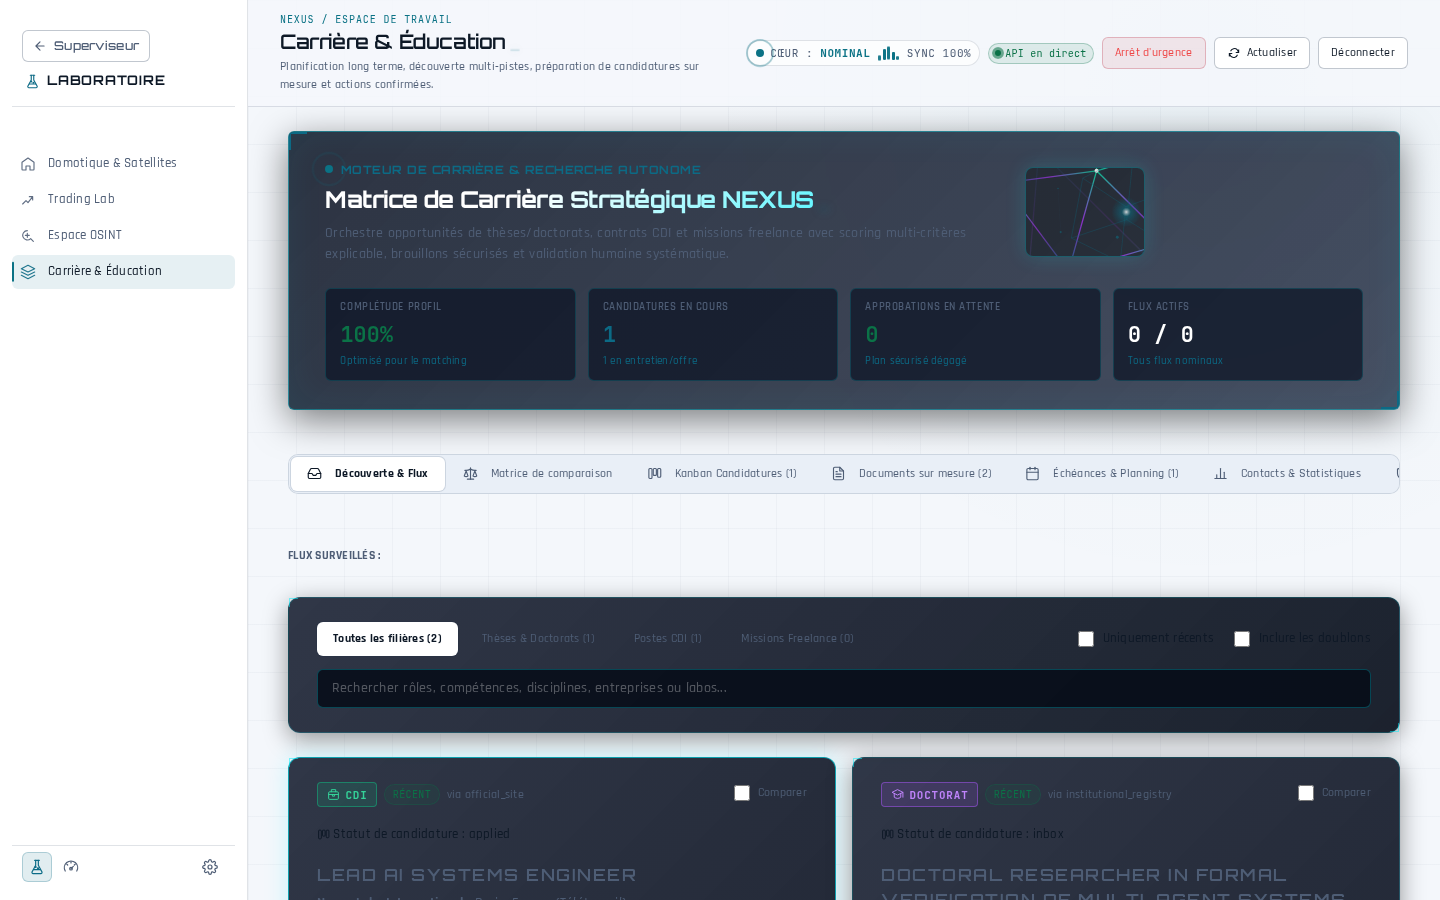 Superviseur
LABORATOIRE
Domotique & Satellites
Trading Lab
Espace OSINT
Carrière & Éducation
NEXUS / ESPACE DE TRAVAIL
Carrière & Éducation _
Planification long terme, découverte multi-pistes, préparation de candidatures sur
mesure et actions confirmées.
CŒUR : NOMINAL SYNC 100%
API en direct
Arrêt d'urgence
Actualiser
Déconnecter
MOTEUR DE CARRIÈRE & RECHERCHE AUTONOME
Matrice de Carrière Stratégique NEXUS
Orchestre opportunités de thèses/doctorats, contrats CDI et missions freelance avec scoring multi-critères
explicable, brouillons sécurisés et validation humaine systématique.
COMPLÉTUDE PROFIL
100%
Optimisé pour le matching
CANDIDATURES EN COURS
1
1 en entretien/offre
APPROBATIONS EN ATTENTE
0
Plan sécurisé dégagé
FLUX ACTIFS
0 / 0
Tous flux nominaux
Découverte & Flux
Matrice de comparaison
Kanban Candidatures (1)
Documents sur mesure (2)
Échéances & Planning (1)
Contacts & Statistiques
FLUX SURVEILLÉS :
Toutes les filières (2)
Thèses & Doctorats (1)
Postes CDI (1)
Missions Freelance (0)
Uniquement récents
Inclure les doublons
Rechercher rôles, compétences, disciplines, entreprises ou labos...
CDI
RÉCENT
via official_site
Comparer
Statut de candidature : applied
LEAD AI SYSTEMS ENGINEER
DOCTORAT
RÉCENT
via institutional_registry
Comparer
Statut de candidature : inbox
DOCTORAL RESEARCHER IN FORMAL
VERIFICATION OF MULTI-AGENT SYSTEMS